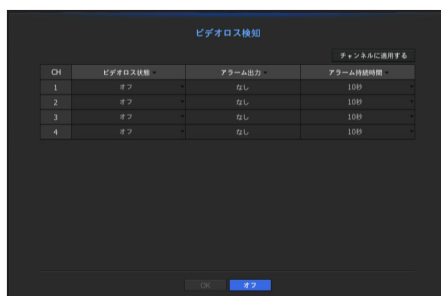 ビデオロス検知
チャンネルに適用する
CH ビデオロス状態 アラーム出力 アラーム持続時間
1 オフ なし 10秒
2 オフ なし 10秒
3 オフ なし 10秒
4 オフ なし 10秒
OK オフ